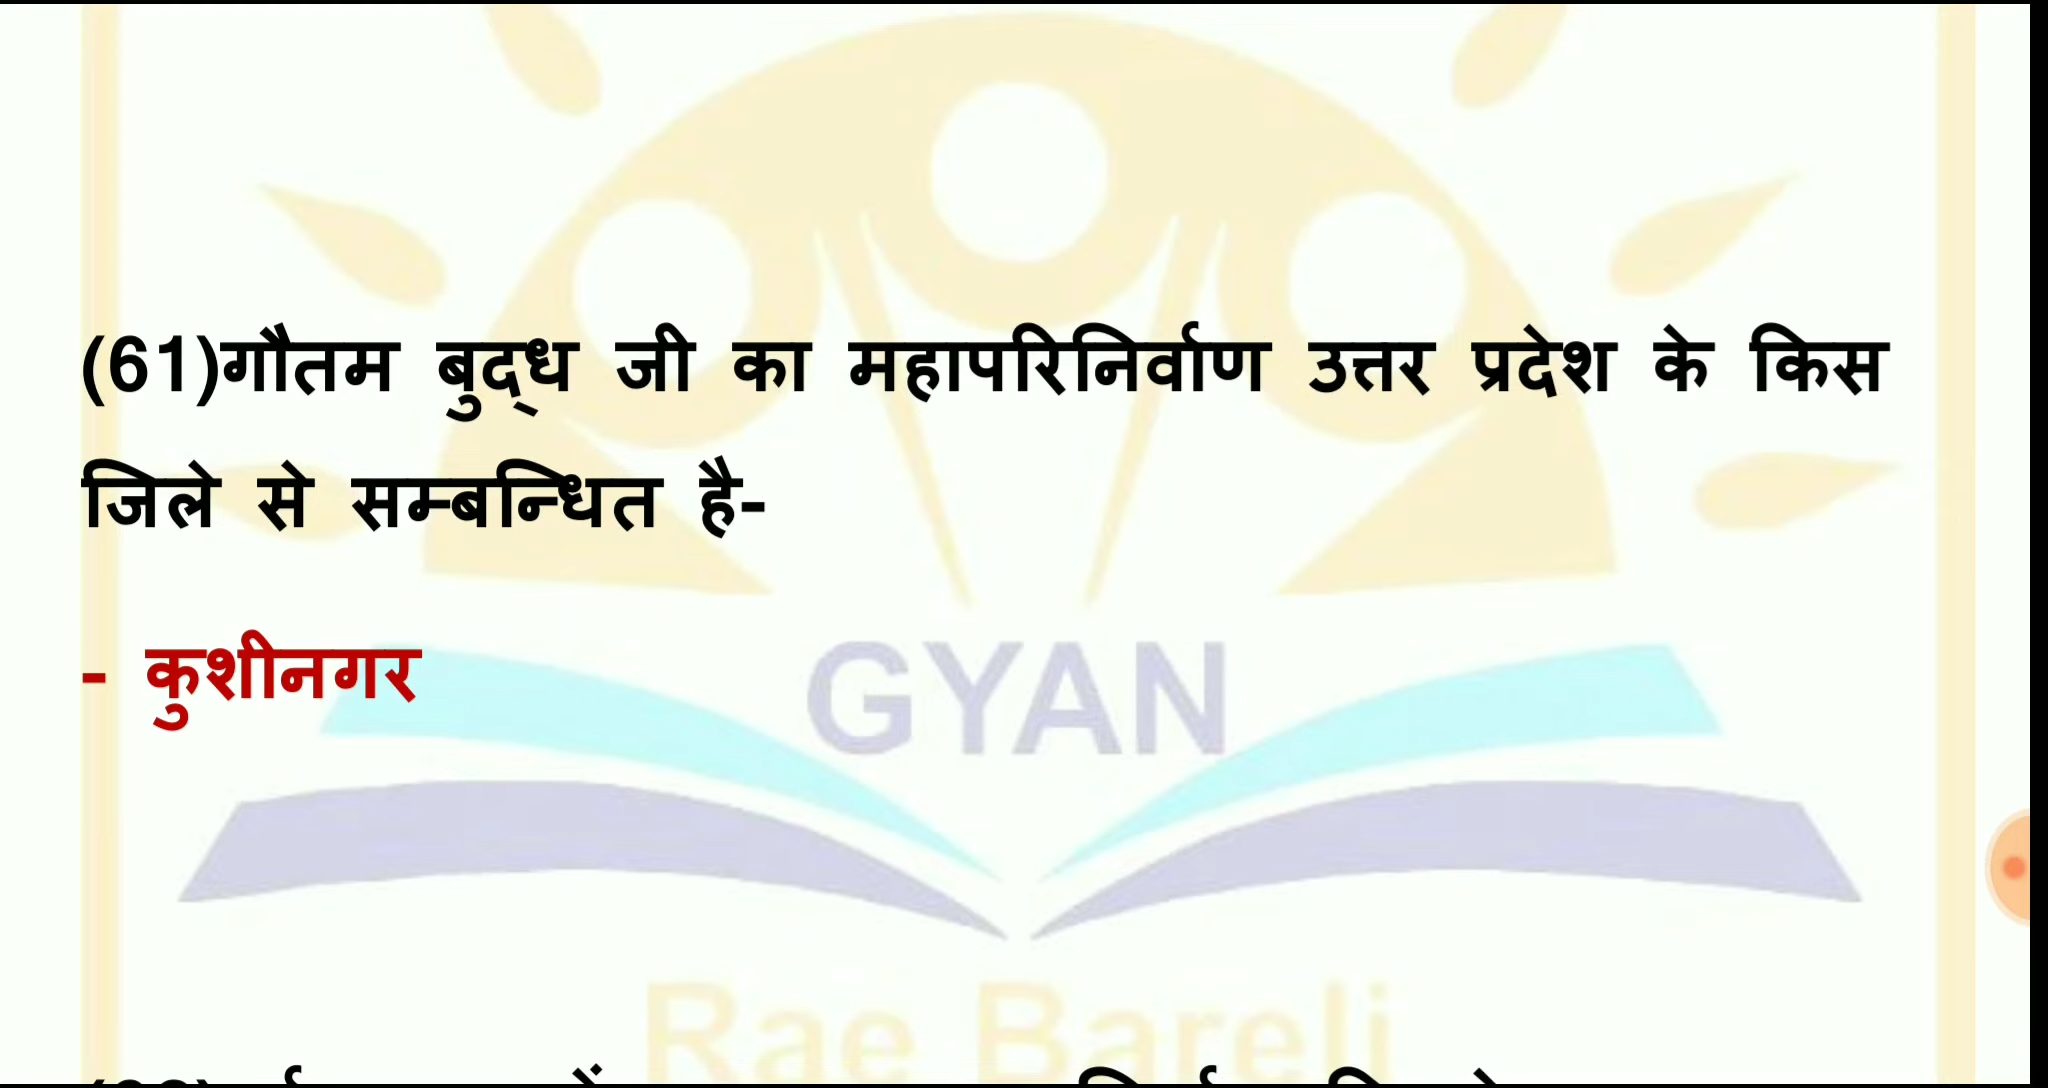 (61)गौतम बुद्ध जी का महापरिनिर्वाण उत्तर प्रदेश के किस
जिले से सम्बन्धित है-
- कुशीनगर
GYAN
Rae Bareli